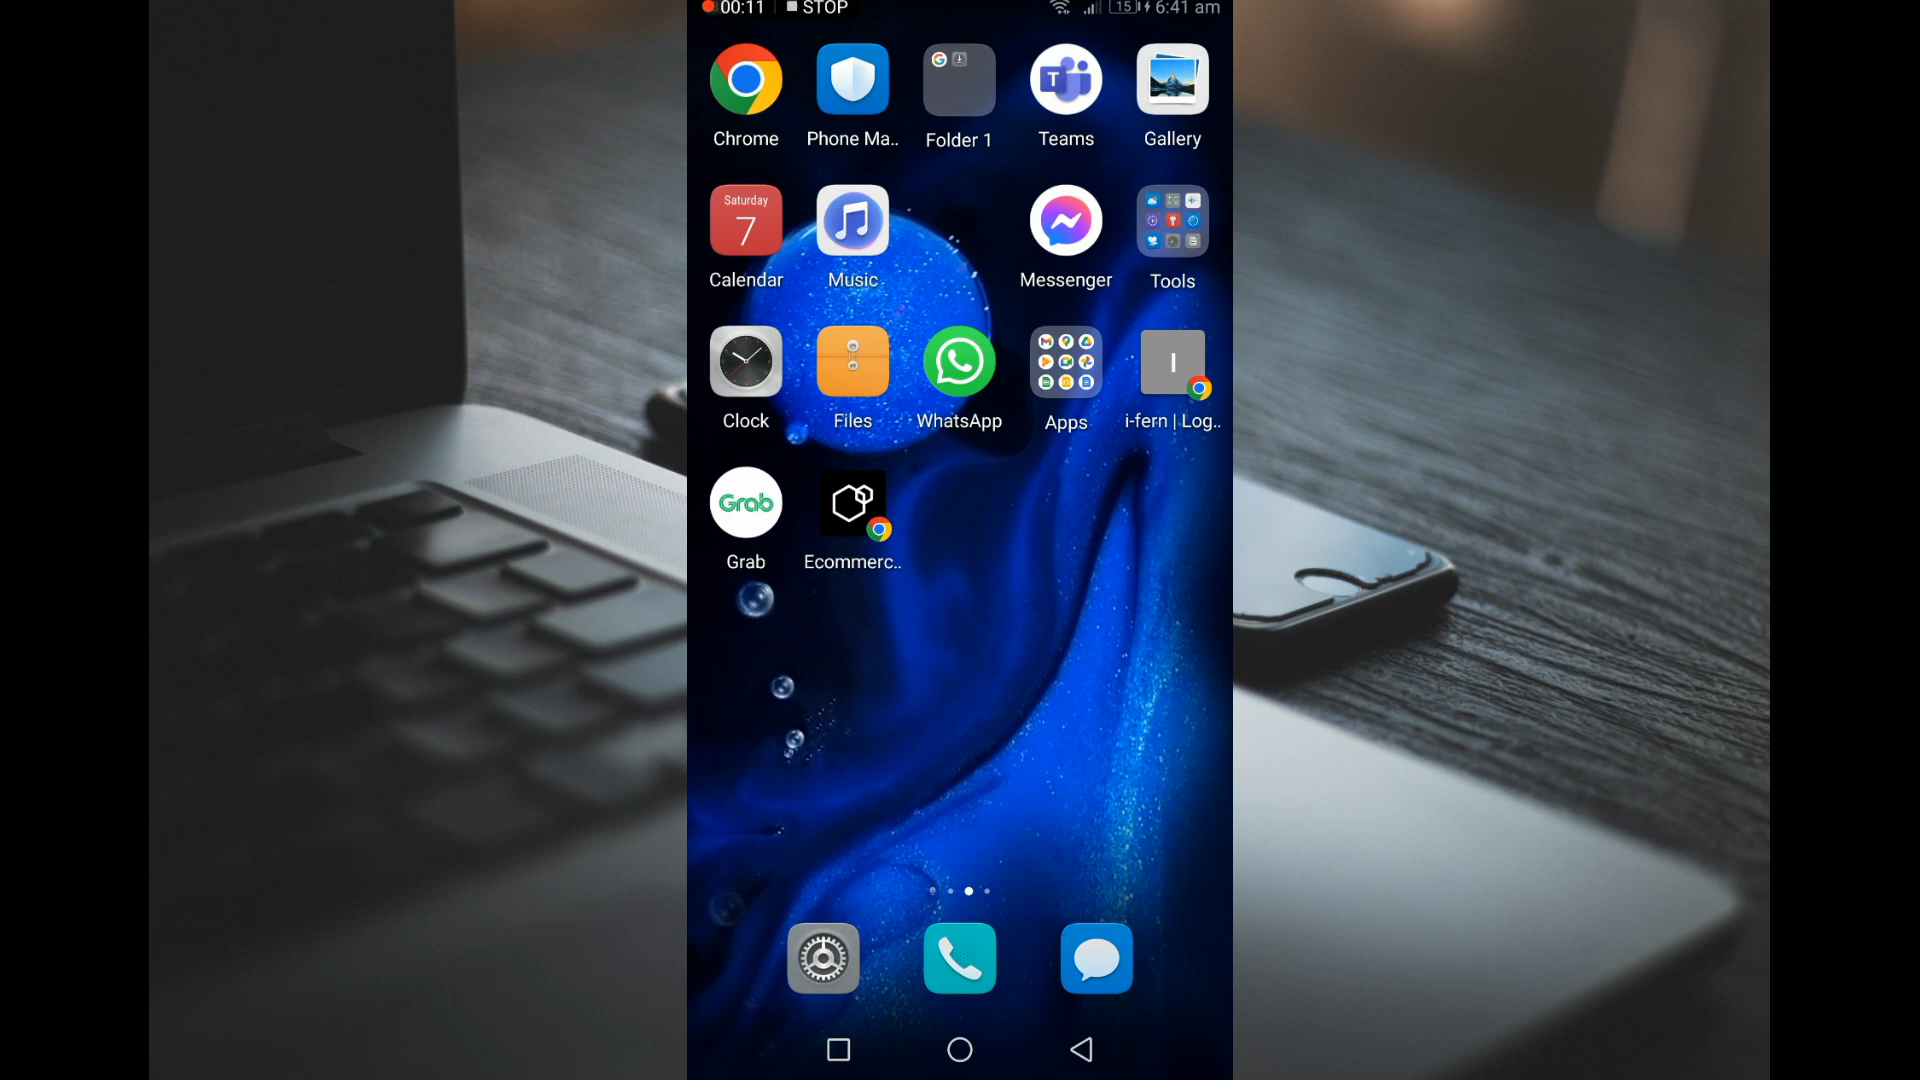 00:11 STOP 15 6:41 am
Chrome Phone Ma.. Folder 1 Teams Gallery
Saturday
7
Calendar Music Messenger Tools
Clock Files WhatsApp Apps i-fern | Log..
Grab
Grab Ecommerc..